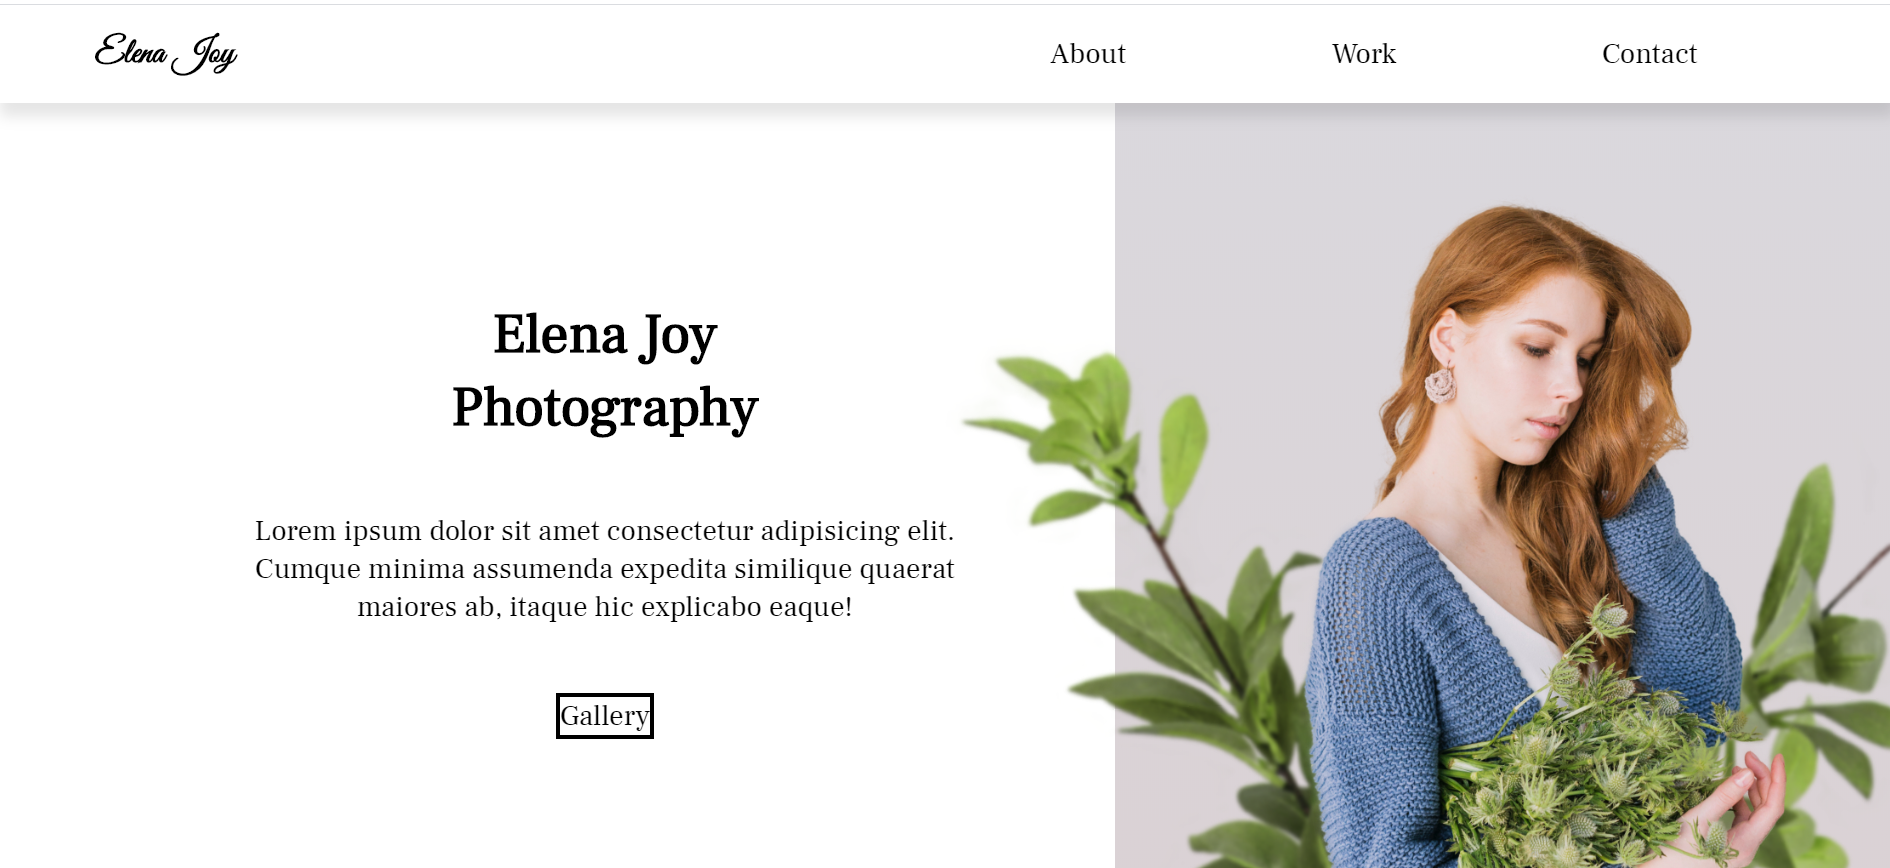 Elena Joy
About
Work
Contact
Elena Joy
Photography
Lorem ipsum dolor sit amet consectetur adipisicing elit.
Cumque minima assumenda expedita similique quaerat
maiores ab, itaque hic explicabo eaque!
Gallery